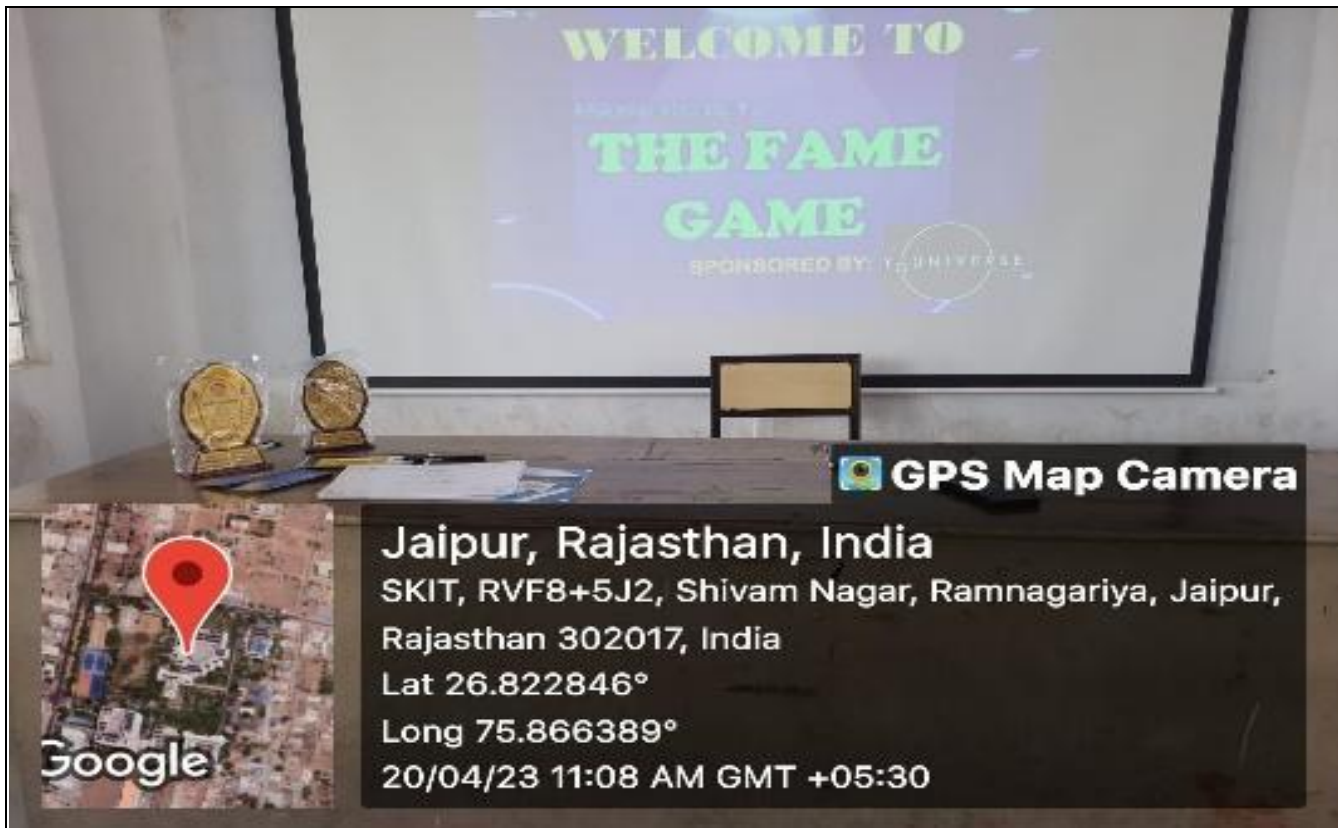 WELCOME TO
THE FAME
GAME
SPONSORED BY:
GPS Map Camera
Jaipur, Rajasthan, India
SKIT, RVF8+5J2, Shivam Nagar, Ramnagariya, Jaipur,
Rajasthan 302017, India
Lat 26.822846°
Long 75.866389°
20/04/23 11:08 AM GMT +05:30
Google